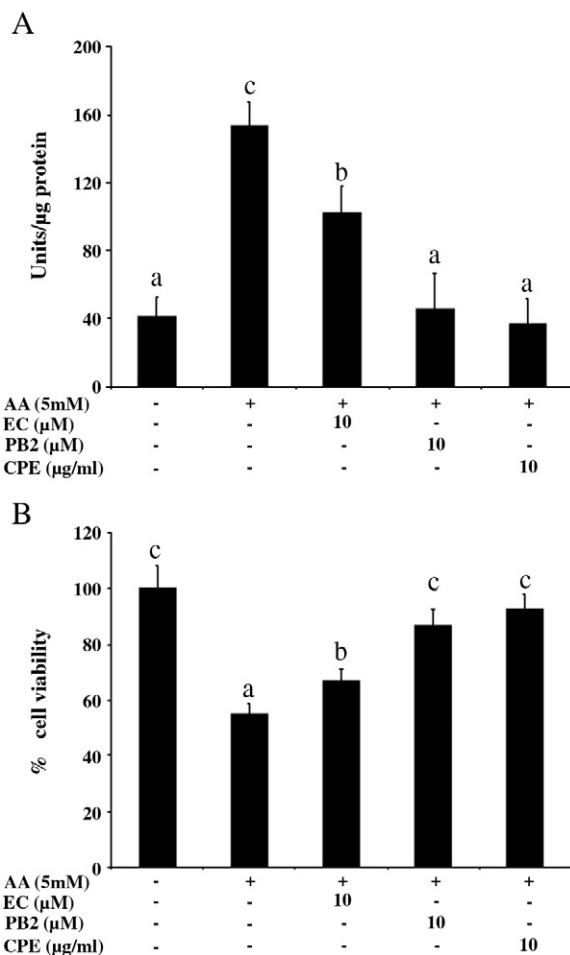 A
200
160
120
80
40
0
Units/µg protein
a
c
b
a
a
AA (5mM) - + + + +
EC (µM) - - 10 - -
PB2 (µM) - - - 10 -
CPE (µg/ml) - - - - 10
B
120
100
80
60
40
20
0
% cell viability
c
a
b
c
c
AA (5mM) - + + + +
EC (µM) - - 10 - -
PB2 (µM) - - - 10 -
CPE (µg/ml) - - - - 10